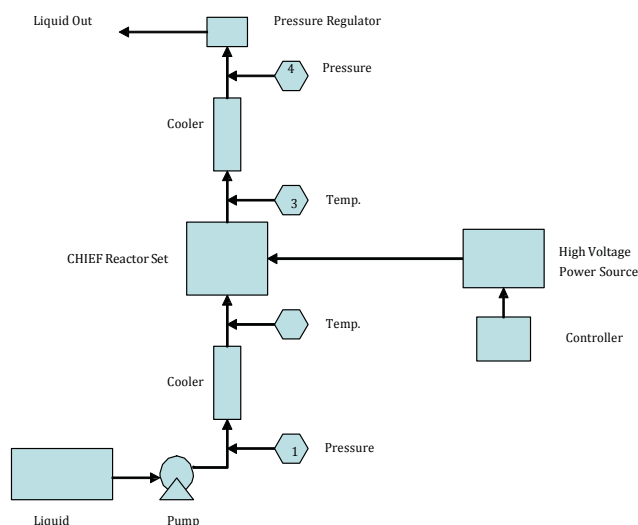 Liquid Out
Pressure Regulator
4
Pressure
Cooler
3
Temp.
CHIEF Reactor Set
High Voltage
Power Source
Temp.
Controller
Cooler
1
Pressure
Liquid
Pump